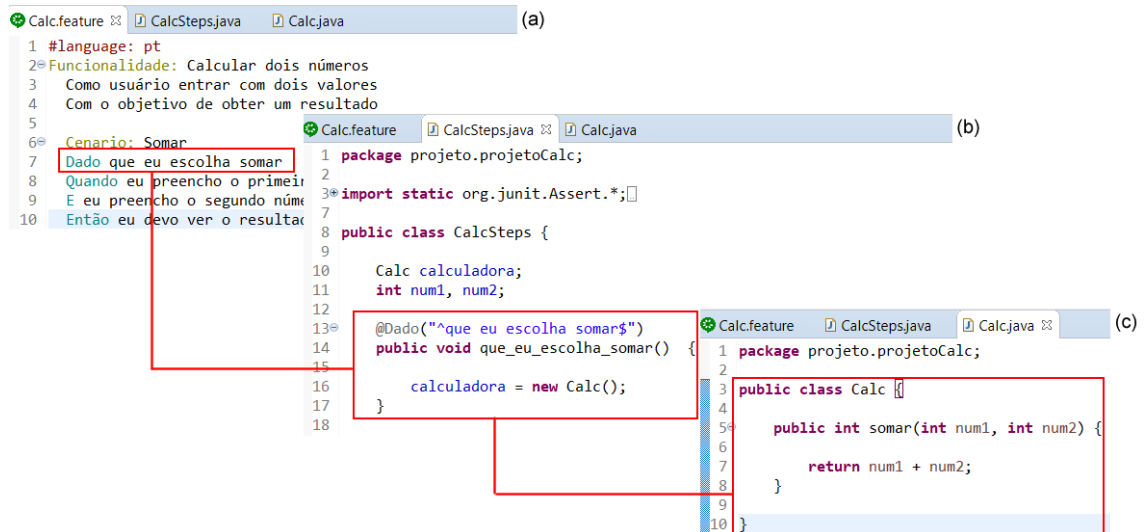 Calc.feature CalcSteps.java Calc.java (a)
1 #language: pt
2 Funcionalidade: Calcular dois números
3 Como usuário entrar com dois valores
4 Com o objetivo de obter um resultado
5
6 Cenario: Somar
7 Dado que eu escolha somar
8 Quando eu preencho o
9 E eu preencho o segundo
10 Então eu devo ver o
Calc.feature CalcSteps.java Calc.java (b)
1 package projeto.projetoCalc;
2
3 import static org.junit.Assert.*;
7
8 public class CalcSteps {
9
10 Calc calculadora;
11 int num1, num2;
12
13 @Dado("^que eu escolha somar$")
14 public void que_eu_escolha_somar() {
15
16 calculadora = new Calc();
17 }
18
Calc.feature CalcSteps.java Calc.java (c)
1 package projeto.projetoCalc;
2
3 public class Calc {
4
5 public int somar(int num1, int num2) {
6
7 return num1 + num2;
8 }
9
10 }